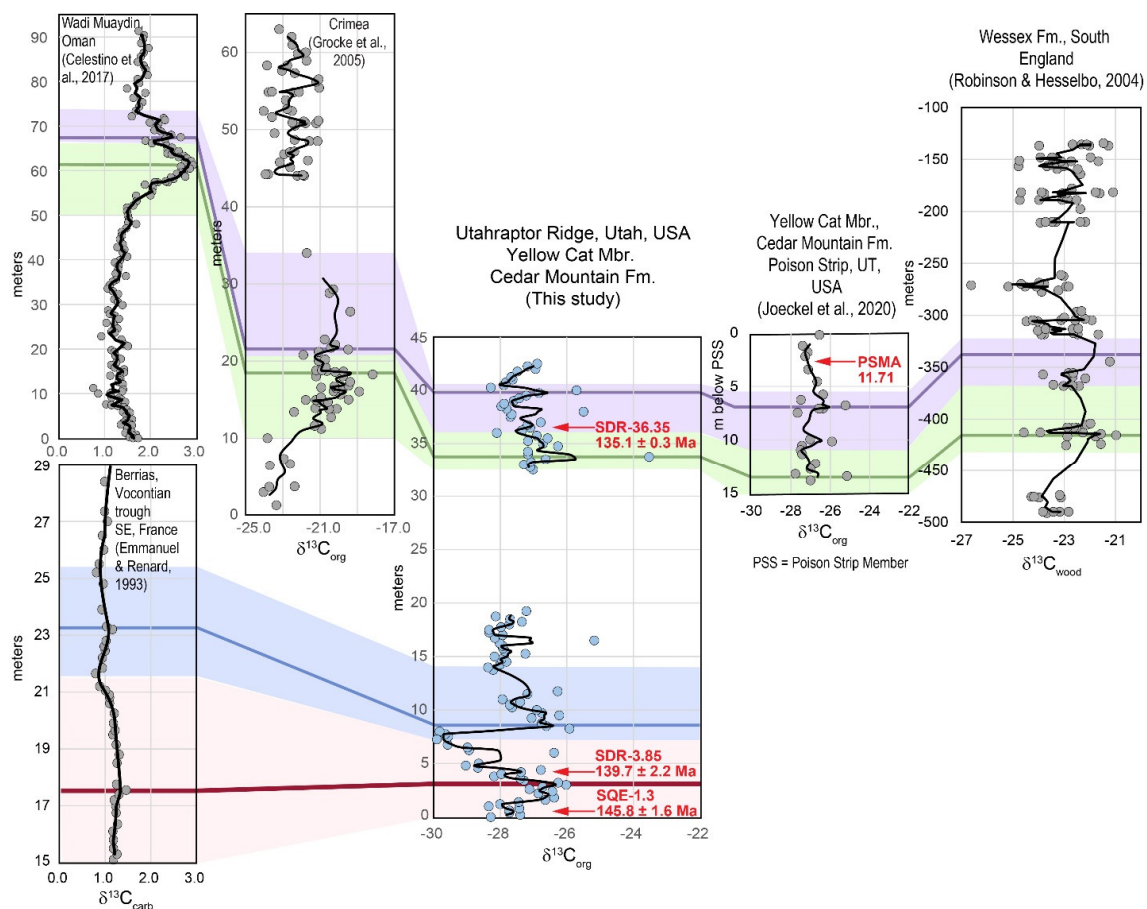 Wadi Muaydin,
Oman
(Celestino et
al., 2017)
90
80
70
60
50
40
30
20
10
0
meters
0.0
1.0
2.0
3.0
Crimea
(Grocke et al.,
2005)
60
50
40
30
20
10
0
meters
-25.0
-21.0
-17.0
δ¹³Corg
Berrias,
Vocontian
trough
SE, France
(Emmanuel
& Renard,
1993)
29
27
25
23
21
19
17
15
meters
0.0
1.0
2.0
3.0
δ¹³Ccarb
Utahraptor Ridge, Utah, USA
Yellow Cat Mbr.
Cedar Mountain Fm.
(This study)
45
40
35
30
25
20
15
10
5
0
meters
SDR-36.35
135.1 ± 0.3 Ma
SDR-3.85
139.7 ± 2.2 Ma
SQE-1.3
145.8 ± 1.6 Ma
-30
-28
-26
-24
-22
δ¹³Corg
Yellow Cat Mbr.,
Cedar Mountain Fm.
Poison Strip, UT,
USA
(Joeckel et al., 2020)
0
5
10
15
m below PSS
PSMA
11.71
-30
-28
-26
-24
-22
δ¹³Corg
PSS = Poison Strip Member
Wessex Fm., South
England
(Robinson & Hesselbo, 2004)
-100
-150
-200
-250
-300
-350
-400
-450
-500
meters
-27
-25
-23
-21
δ¹³Cwood